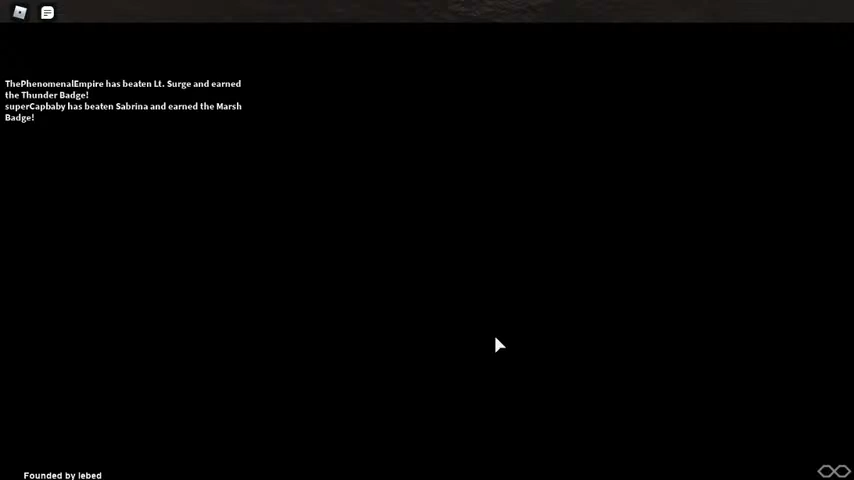 ThePhenomenalEmpire has beaten Lt. Surge and earned
the Thunder Badge!
superCapbaby has beaten Sabrina and earned the Marsh
Badge!
Founded by lebed